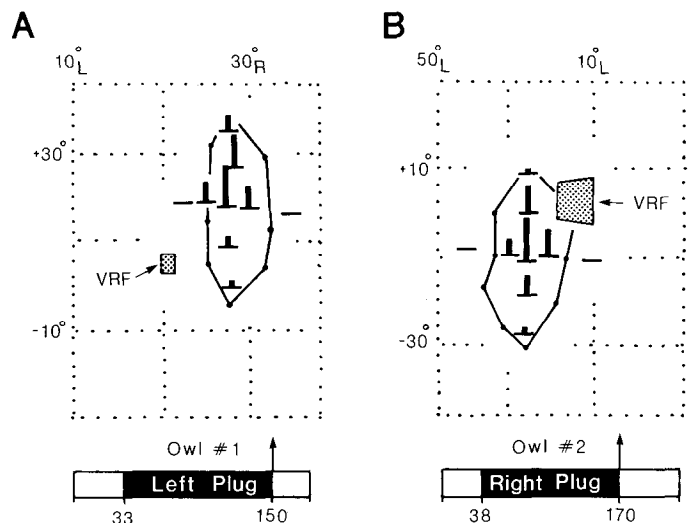 A
10°L 30°R
+30°
VRF
-10°
Owl #1
Left Plug
33 150
B
50°L 10°L
+10°
VRF
-30°
Owl #2
Right Plug
38 170